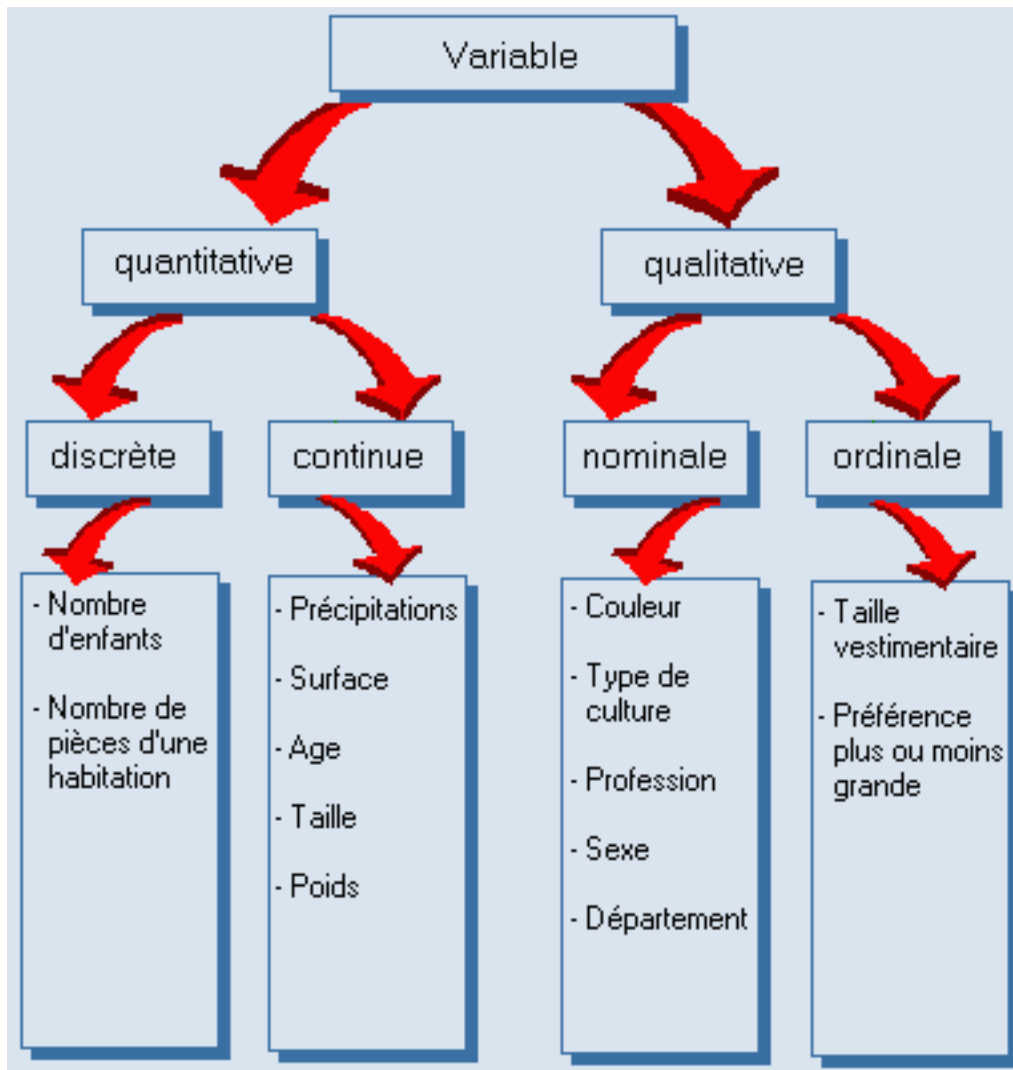 Variable
quantitative
qualitative
discrète
continue
nominale
ordinale
- Nombre
d'enfants
- Nombre de
pièces d'une
habitation
- Précipitations
- Surface
- Age
- Taille
- Poids
- Couleur
- Type de
culture
- Profession
- Sexe
- Département
- Taille
vestimentaire
- Préférence
plus ou moins
grande